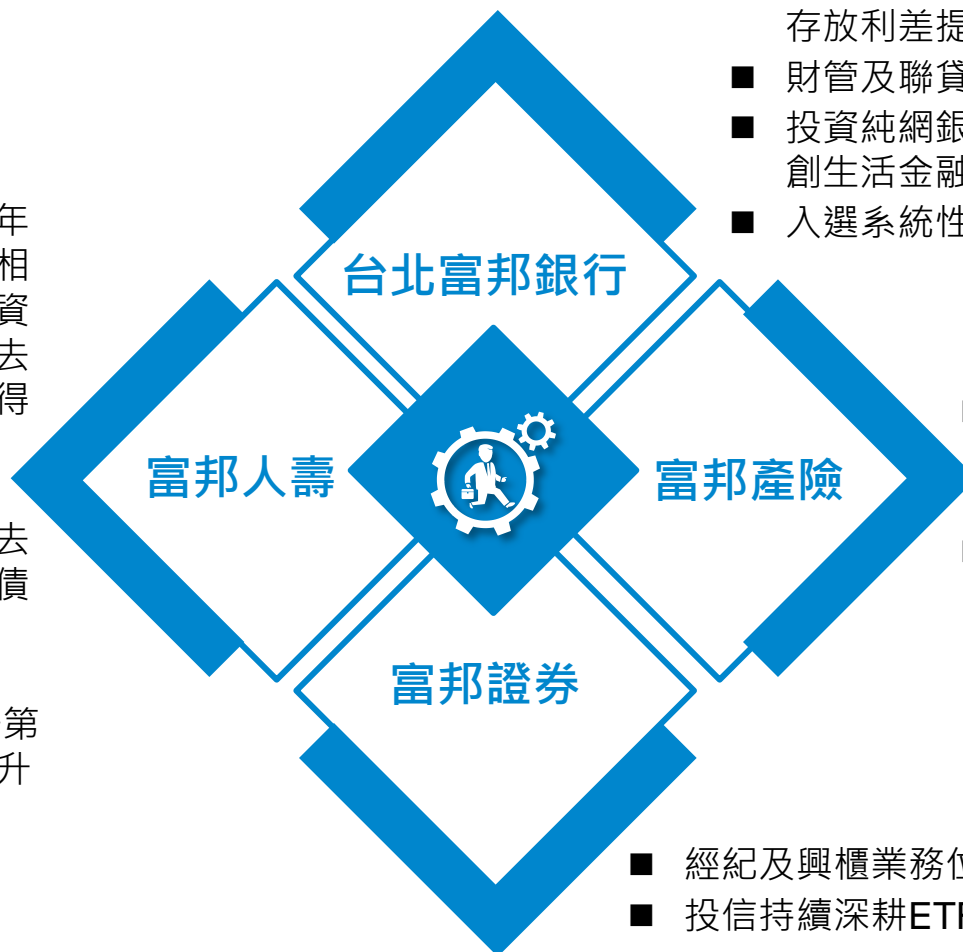 存放利差提
■ 財管及聯貸
■ 投資純網銀
創生活金融
■ 入選系統性
台北富邦銀行
年
相
資
去
得
去
債
第
升
富邦人壽
富邦產險
富邦證券
■ 經紀及興櫃業務位
■ 投信持續深耕ETF